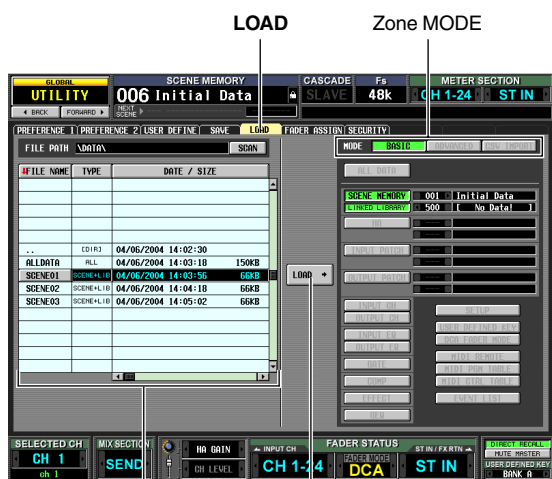 LOAD Zone MODE
GLOBAL SCENE MEMORY CASCADE Fs METER SECTION
UTILITY 006 Initial Data SLAVE 48k CH 1-24 ST IN
BACK FORWARD NEXT SCENE
PREFERENCE 1 PREFERENCE 2 USER DEFINE SAVE LOAD FADER ASSIGN SECURITY
FILE PATH \DATA\ SCAN MODE BASIC ADVANCED CSV IMPORT
FILE NAME TYPE DATE / SIZE
ALL DATA
SCENE MEMORY 001 Initial Data
LINKED LIBRARY 500 [ No Data! ]
HA
.. [DIR] 04/06/2004 14:02:30
INPUT PATCH
ALLDATA ALL 04/06/2004 14:03:18 150KB
SCENE01 SCENE+LIB 04/06/2004 14:03:56 66KB
LOAD
OUTPUT PATCH
SCENE02 SCENE+LIB 04/06/2004 14:04:18 66KB
SCENE03 SCENE+LIB 04/06/2004 14:05:02 66KB
INPUT CH SETUP
OUTPUT CH
INPUT EQ USER DEFINED KEY
OUTPUT EQ DCA FADER MODE
GATE MIDI REMOTE
MIDI PGM TABLE
COMP MIDI CTRL TABLE
EFFECT EVENT LIST
GEQ
SELECTED CH MIX SECTION HA GAIN INPUT CH FADER STATUS ST IN / FX RTN DIRECT RECALL
MUTE MASTER
CH 1 SEND CH LEVEL CH 1-24 FADER MODE DCA ST IN USER DEFINED KEY
ch 1 BANK A